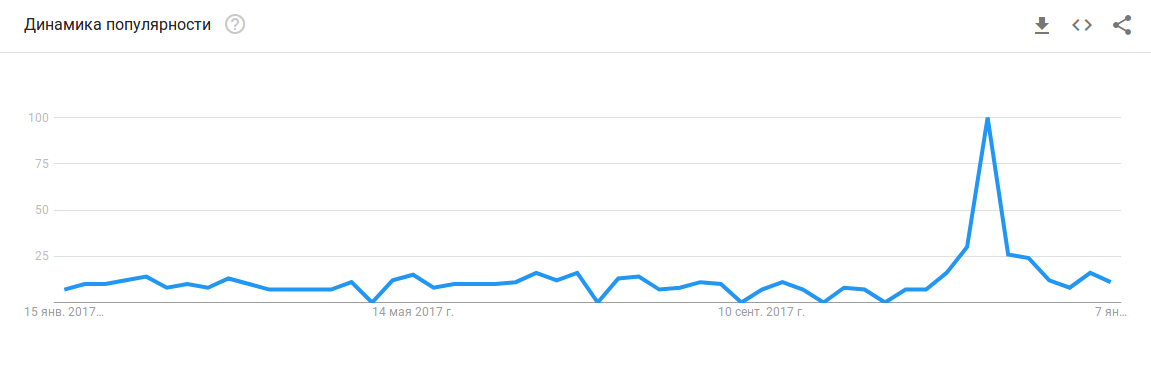 Динамика популярности
100
75
50
25
15 янв. 2017…
14 мая 2017 г.
10 сент. 2017 г.
7 ян…